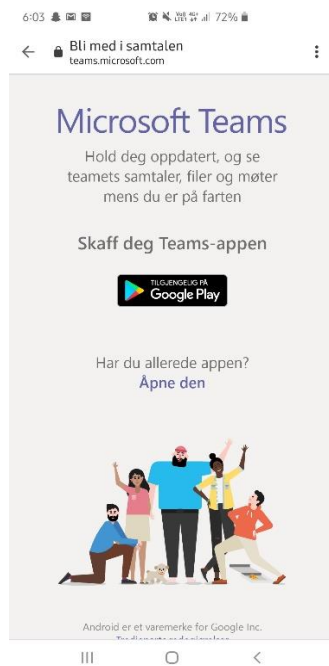 6:03 72%
Bli med i samtalen
teams.microsoft.com
Microsoft Teams
Hold deg oppdatert, og se
teamets samtaler, filer og møter
mens du er på farten
Skaff deg Teams-appen
TILGJENGELIG PÅ
Google Play
Har du allerede appen?
Åpne den
Android er et varemerke for Google Inc.